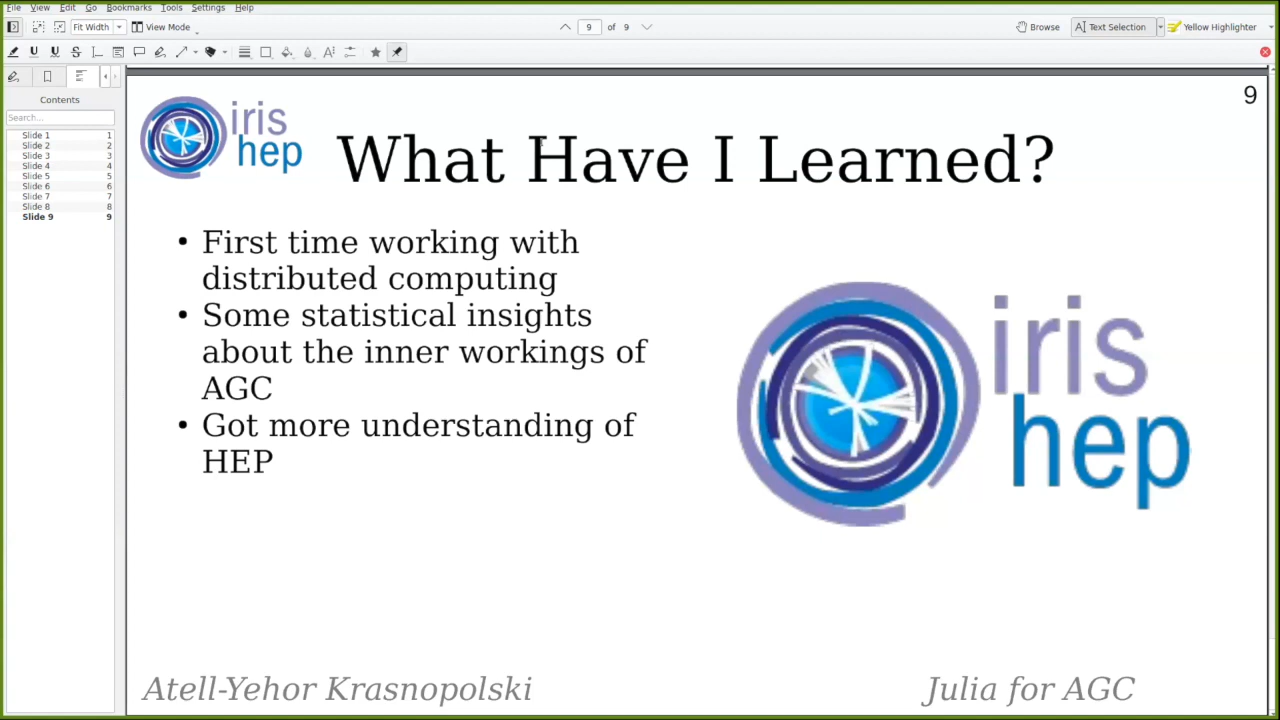 File View Edit Go Bookmarks Tools Settings Help
Fit Width View Mode 9 of 9 Browse Text Selection Yellow Highlighter
Contents
Search...
Slide 1 1
Slide 2 2
Slide 3 3
Slide 4 4
Slide 5 5
Slide 6 6
Slide 7 7
Slide 8 8
Slide 9 9
9
iris
hep
What Have I Learned?
• First time working with
distributed computing
• Some statistical insights
about the inner workings of
AGC
• Got more understanding of
HEP
iris
hep
Atell-Yehor Krasnopolski
Julia for AGC